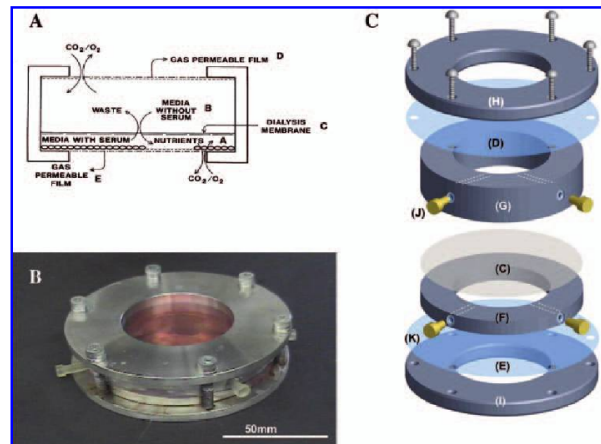 A
CO2/O2
GAS PERMEABLE FILM D
WASTE
MEDIA
WITHOUT
SERUM
B
DIALYSIS
MEMBRANE
C
MEDIA WITH SERUM
NUTRIENTS
A
GAS
PERMEABLE
FILM
E
CO2/O2
B
50mm
C
(H)
(D)
(J)
(G)
(C)
(F)
(K)
(E)
(I)